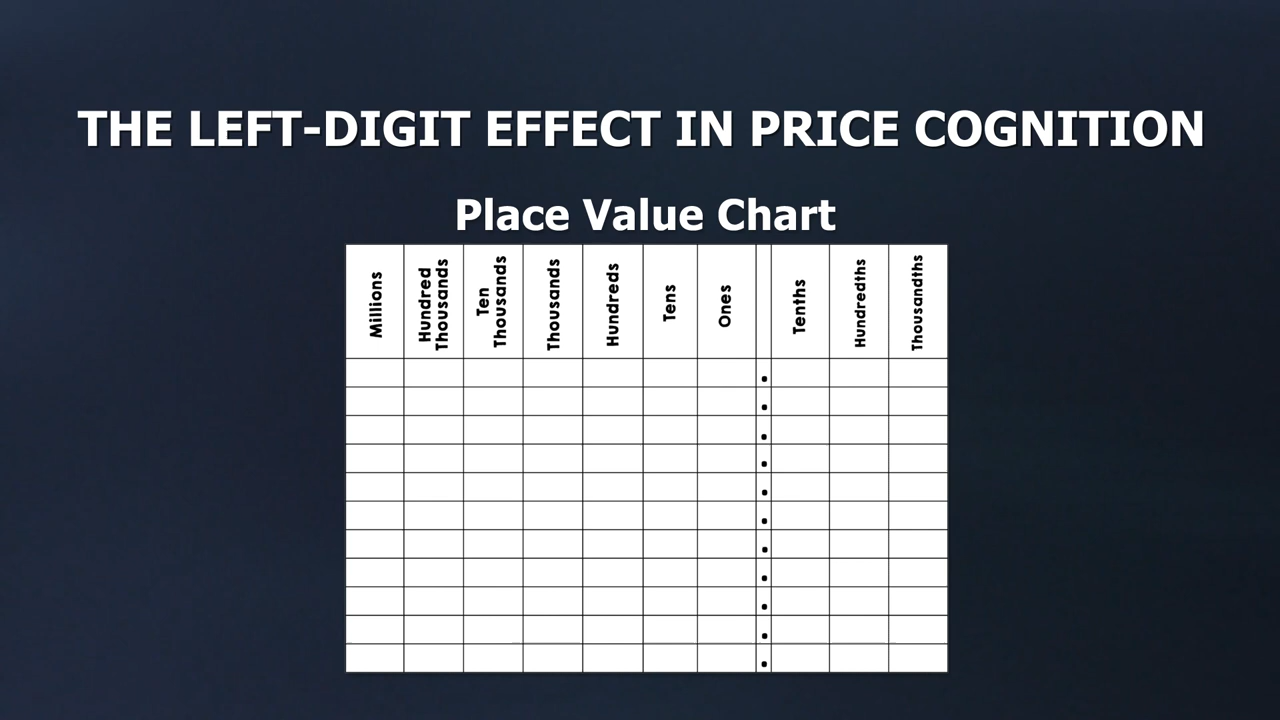 THE LEFT-DIGIT EFFECT IN PRICE COGNITION
Place Value Chart
Millions
Hundred
Thousands
Ten
Thousands
Thousands
Hundreds
Tens
Ones
Tenths
Hundredths
Thousandths
.
.
.
.
.
.
.
.
.
.
.